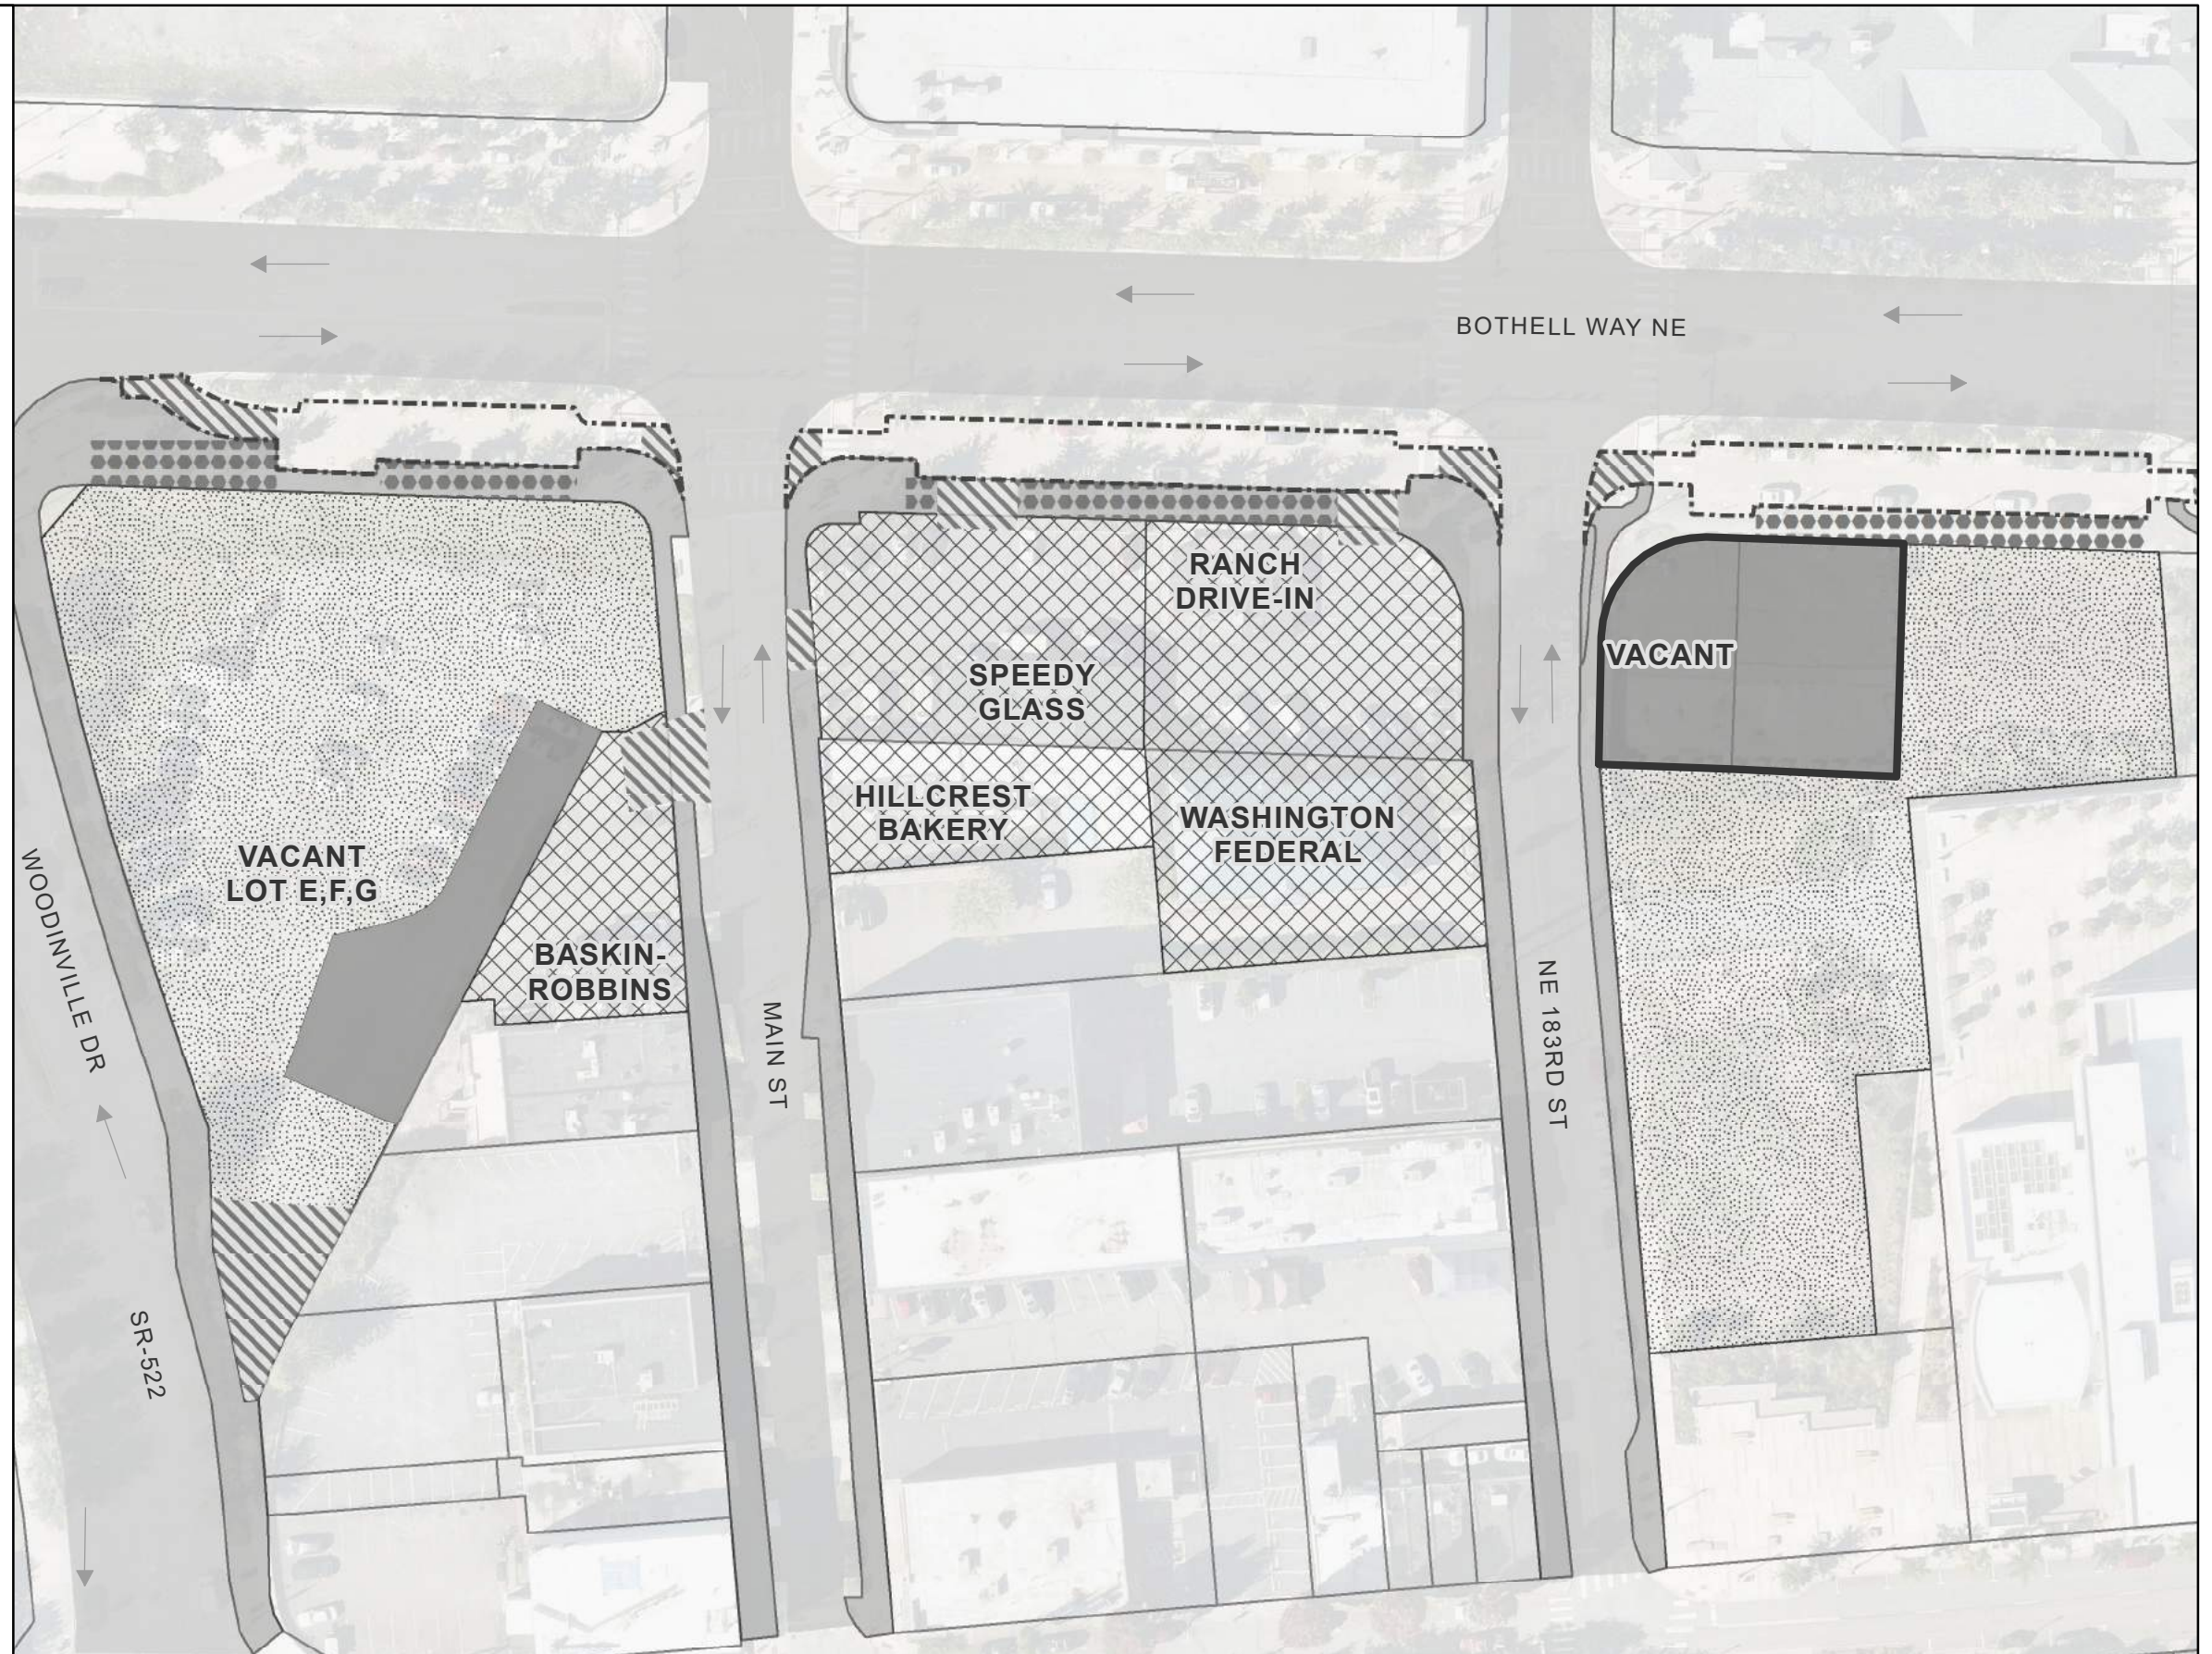 BOTHELL WAY NE
RANCH
DRIVE-IN
VACANT
SPEEDY
GLASS
HILLCREST
BAKERY
WASHINGTON
FEDERAL
VACANT
LOT E,F,G
BASKIN-
ROBBINS
WOODINVILLE DR
MAIN ST
NE 183RD ST
SR-522